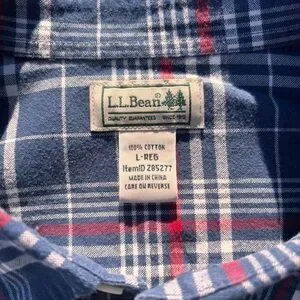 L.L.Bean
QUALITY GUARANTEED SINCE 1912
100% COTTON
L-REG
ItemID 285277
MADE IN CHINA
CARE ON REVERSE